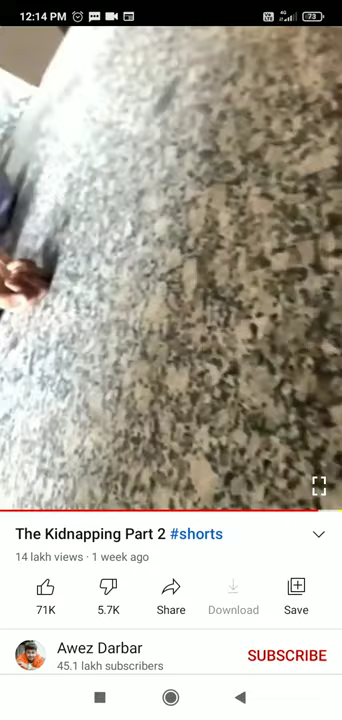 12:14 PM 4G 73
The Kidnapping Part 2 #shorts
14 lakh views · 1 week ago
71K 5.7K Share Download Save
Awez Darbar SUBSCRIBE
45.1 lakh subscribers